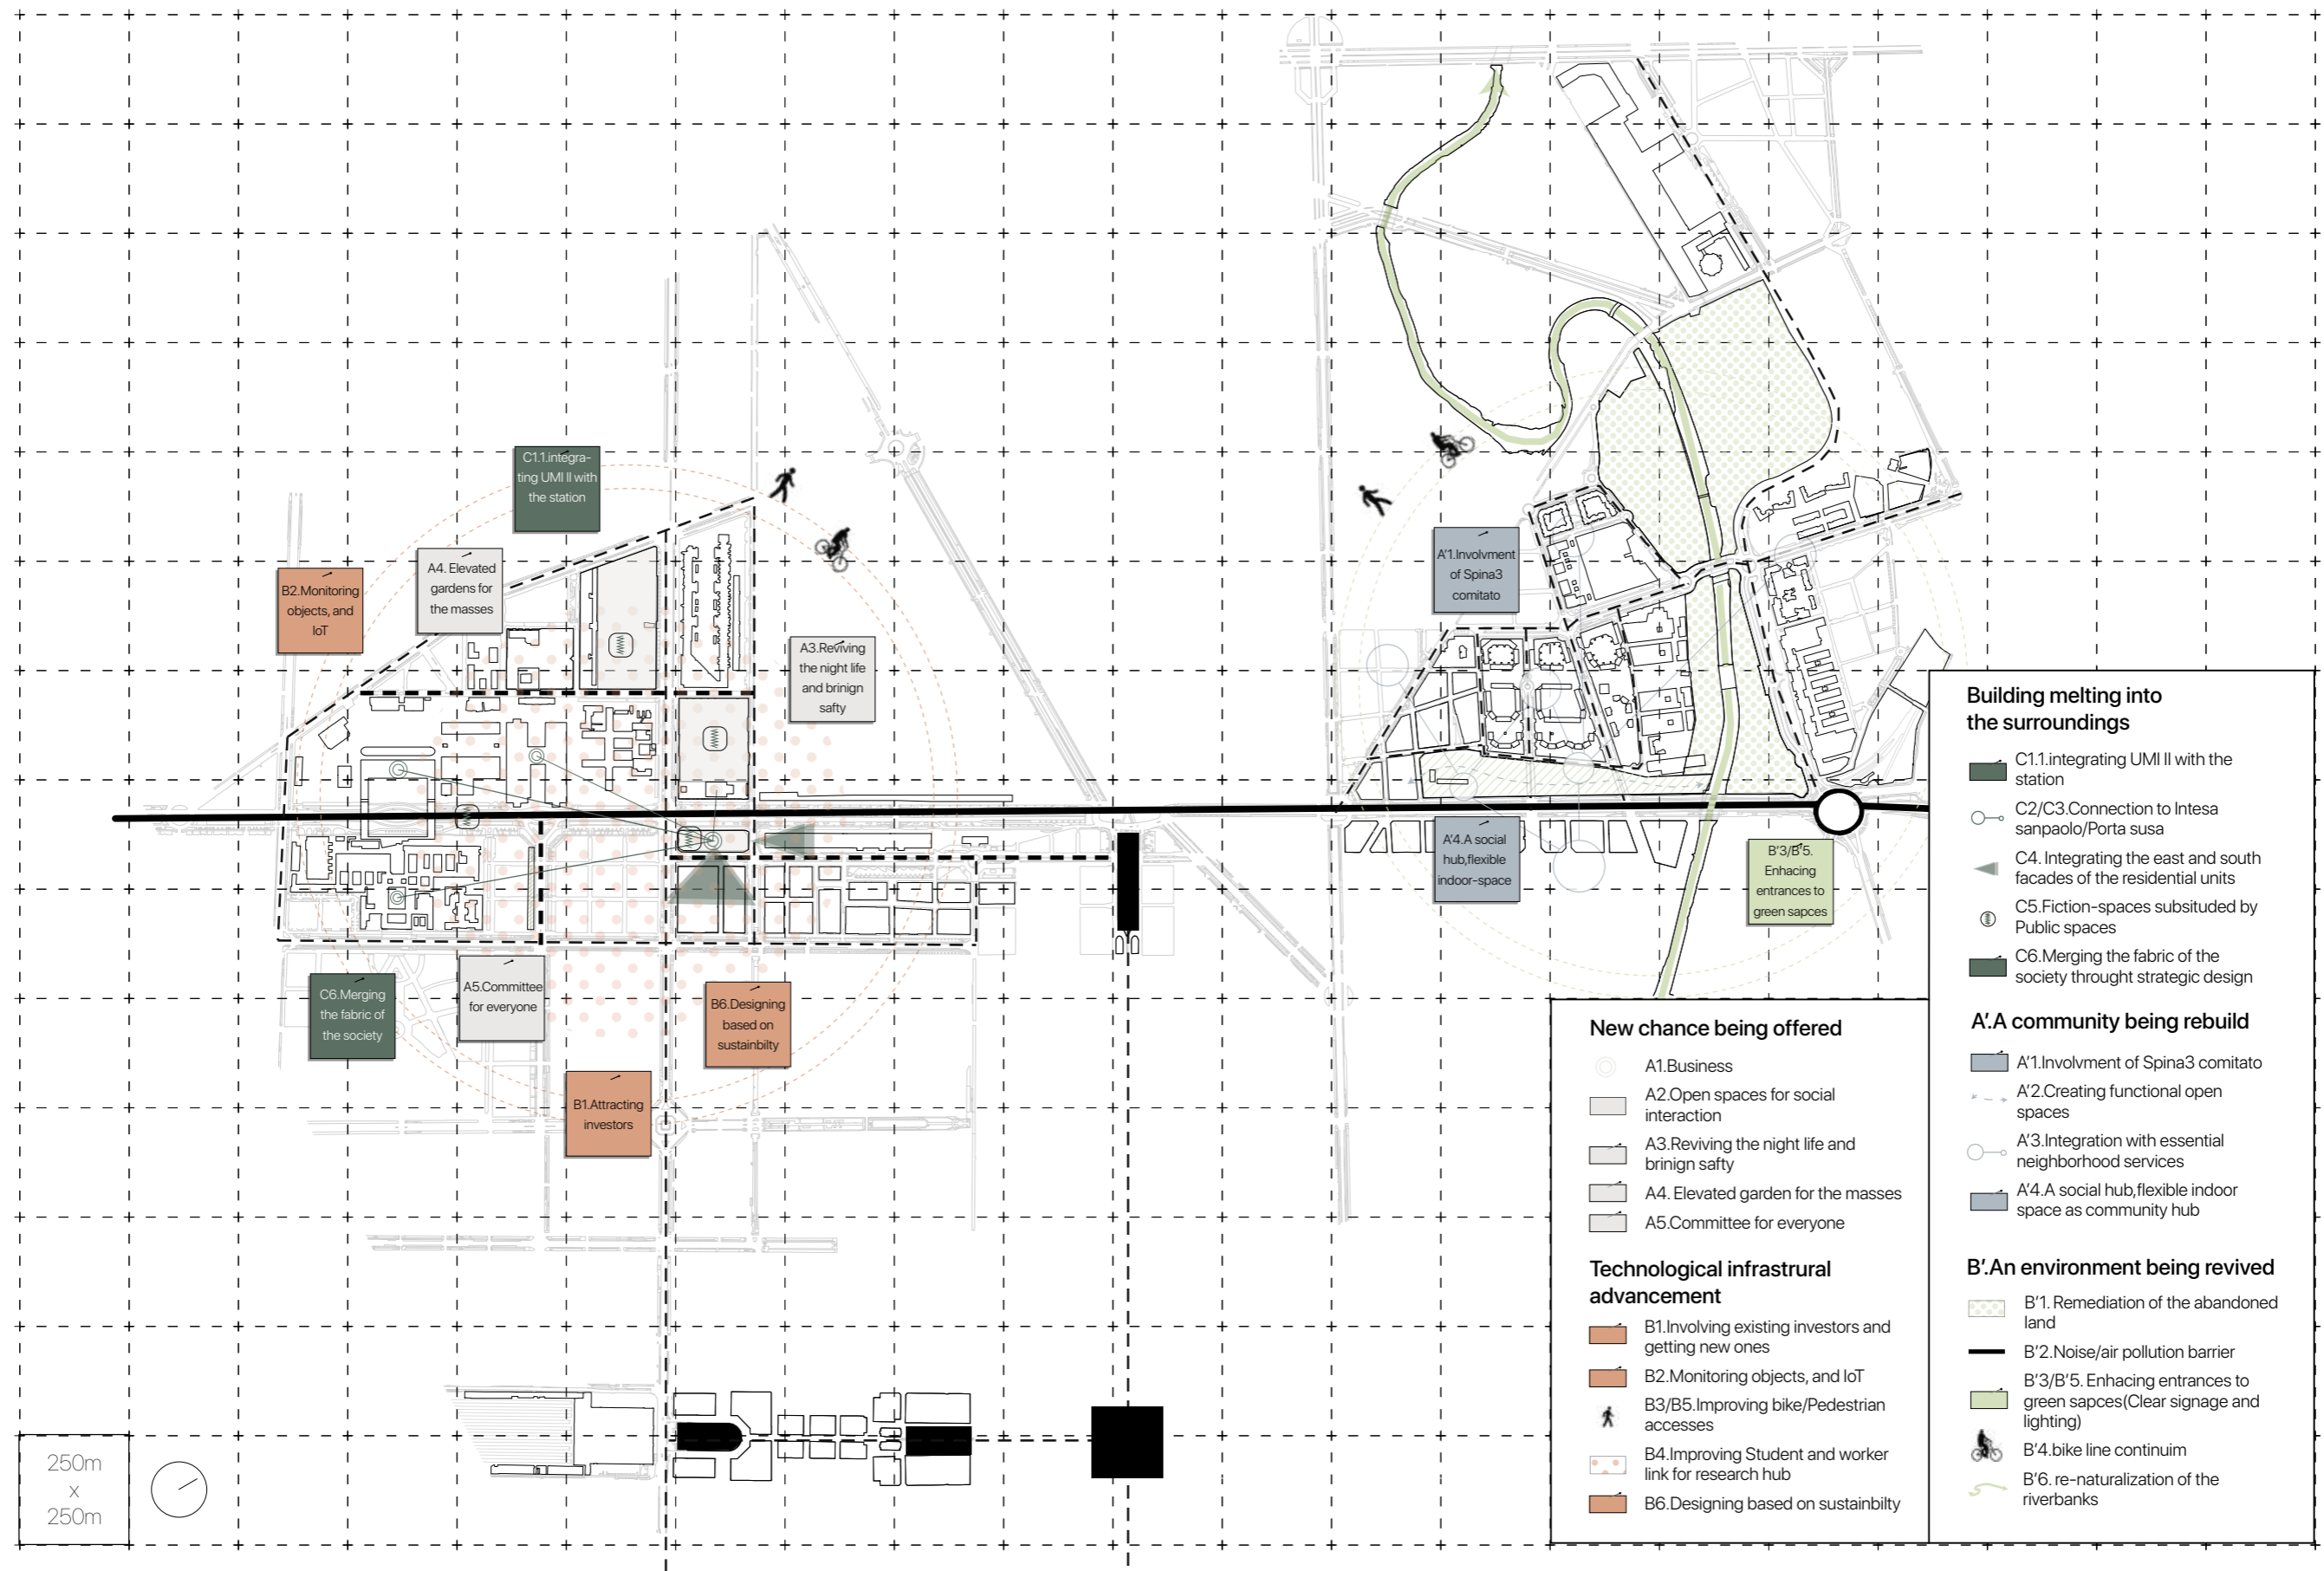 C1.1.integra-
ting UMI II with
the station
A4. Elevated
gardens for
the masses
B2.Monitoring
objects, and
IoT
A3.Reviving
the night life
and brinign
safty
A'1.Involvment
of Spina3
comitato
A'4.A social
hub,flexible
indoor-space
B'3/B'5.
Enhacing
entrances to
green sapces
C6.Merging
the fabric of
the society
A5.Committee
for everyone
B6.Designing
based on
sustainbilty
B1.Attracting
investors
250m
x
250m
New chance being offered
A1.Business
A2.Open spaces for social
interaction
A3.Reviving the night life and
brinign safty
A4. Elevated garden for the masses
A5.Committee for everyone
Technological infrastrural
advancement
B1.Involving existing investors and
getting new ones
B2.Monitoring objects, and IoT
B3/B5.Improving bike/Pedestrian
accesses
B4.Improving Student and worker
link for research hub
B6.Designing based on sustainbilty
Building melting into
the surroundings
C1.1.integrating UMI II with the
station
C2/C3.Connection to Intesa
sanpaolo/Porta susa
C4. Integrating the east and south
facades of the residential units
C5.Fiction-spaces subsituded by
Public spaces
C6.Merging the fabric of the
society throught strategic design
A'.A community being rebuild
A'1.Involvment of Spina3 comitato
A'2.Creating functional open
spaces
A'3.Integration with essential
neighborhood services
A'4.A social hub,flexible indoor
space as community hub
B'.An environment being revived
B'1. Remediation of the abandoned
land
B'2.Noise/air pollution barrier
B'3/B'5. Enhacing entrances to
green sapces(Clear signage and
lighting)
B'4.bike line continuim
B'6. re-naturalization of the
riverbanks